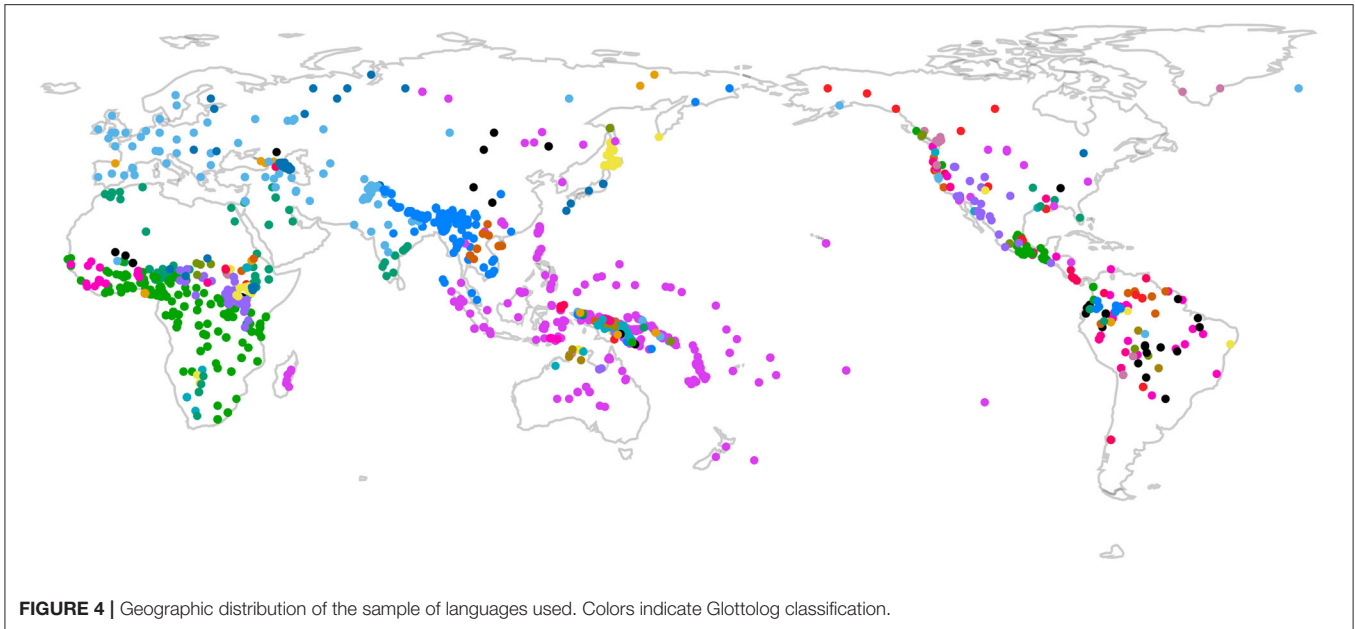 FIGURE 4 | Geographic distribution of the sample of languages used. Colors indicate Glottolog classification.